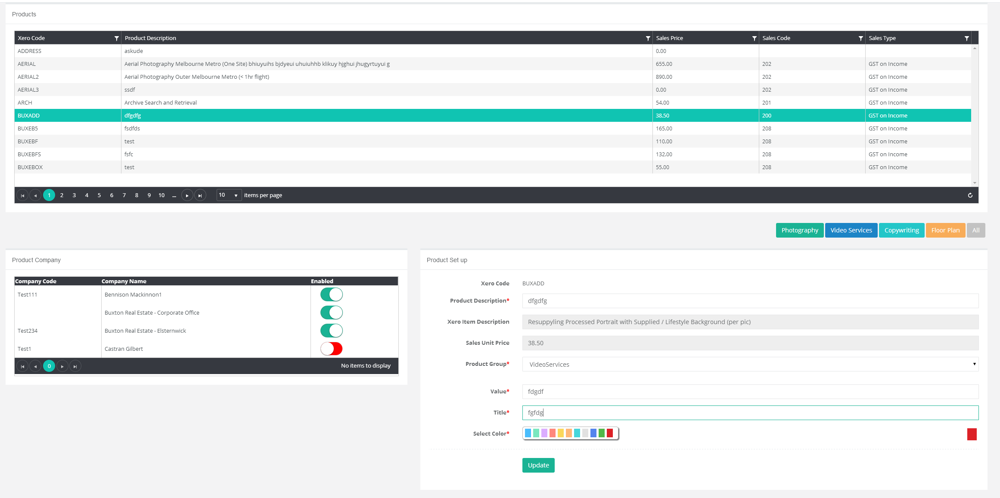 Products
Xero Code Product Description Sales Price Sales Code Sales Type
ADDRESS askude 0.00
AERIAL Aerial Photography Melbourne Metro (One Site) bhiuyuihs bjdyeui uhuiuhhb klikuy hjghui jhugyrtuyui g 655.00 202 GST on Income
AERIAL2 Aerial Photography Outer Melbourne Metro (< 1hr flight) 890.00 202 GST on Income
AERIAL3 ssdf 0.00 202 GST on Income
ARCH Archive Search and Retrieval 54.00 201 GST on Income
BUXADD dfgdfg 38.50 200 GST on Income
BUXEB5 fsdfds 165.00 208 GST on Income
BUXEBF test 110.00 208 GST on Income
BUXEBFS fsfc 132.00 208 GST on Income
BUXEBOX test 55.00 208 GST on Income
1 2 3 4 5 6 7 8 9 10 ... 10 items per page
Photography Video Services Copywriting Floor Plan All
Product Company
Company Code Company Name Enabled
Test111 Bennison Mackinnon1
Buxton Real Estate - Corporate Office
Test234 Buxton Real Estate - Elsternwick
Test1 Castran Gilbert
0 No items to display
Product Set up
Xero Code BUXADD
Product Description* dfgdfg
Xero Item Description Resuppyling Processed Portrait with Supplied / Lifestyle Background (per pic)
Sales Unit Price 38.50
Product Group* VideoServices
Value* fdgdf
Title* fgfdg
Select Color*
Update